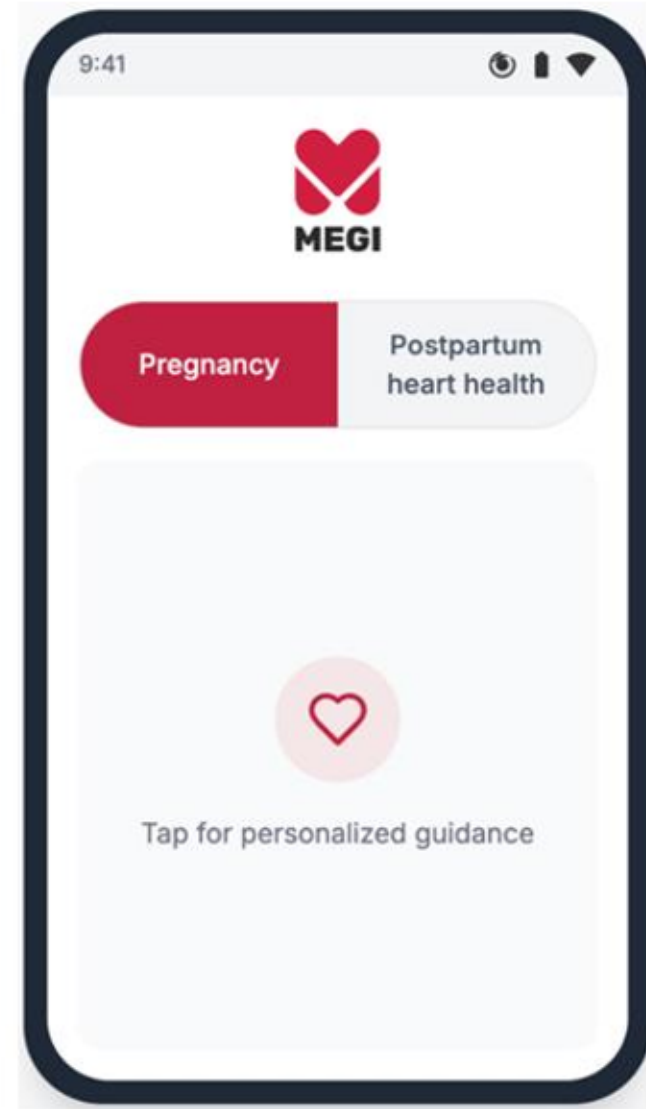 9:41
MEGI
Pregnancy
Postpartum
heart health
Tap for personalized guidance